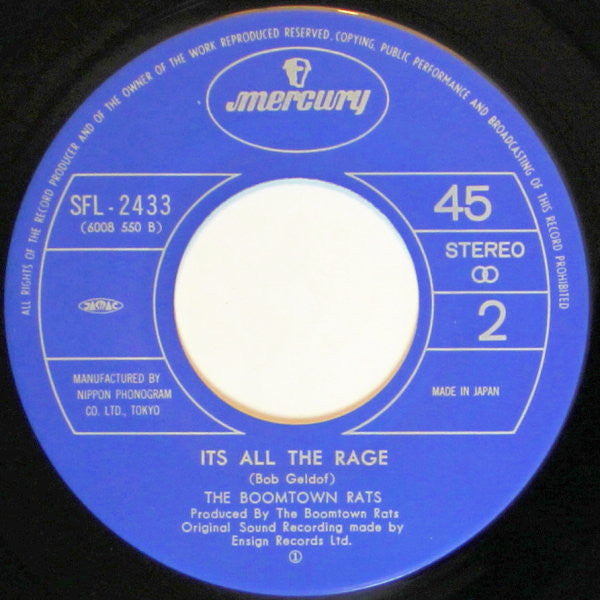 ALL RIGHTS OF THE RECORD PRODUCER AND OF THE OWNER OF THE WORK REPRODUCED RESERVED, COPYING, PUBLIC PERFORMANCE AND BROADCASTING OF THIS RECORD PROHIBITED
mercury
SFL-2433
(6008 550 B)
45
STEREO
2
JASRAC
MANUFACTURED BY
NIPPON PHONOGRAM
CO. LTD., TOKYO
MADE IN JAPAN
ITS ALL THE RAGE
(Bob Geldof)
THE BOOMTOWN RATS
Produced By The Boomtown Rats
Original Sound Recording made by
Ensign Records Ltd.
①